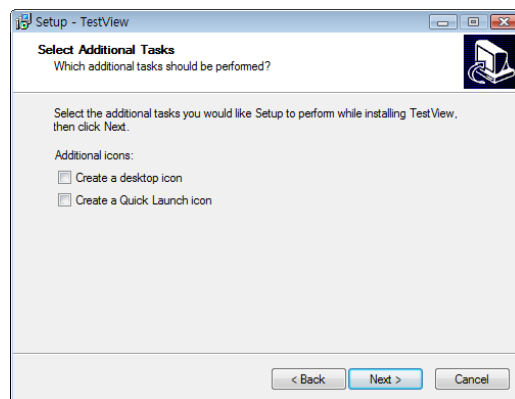 Setup - TestView
Select Additional Tasks
Which additional tasks should be performed?
Select the additional tasks you would like Setup to perform while installing TestView,
then click Next.
Additional icons:
Create a desktop icon
Create a Quick Launch icon
< Back
Next >
Cancel